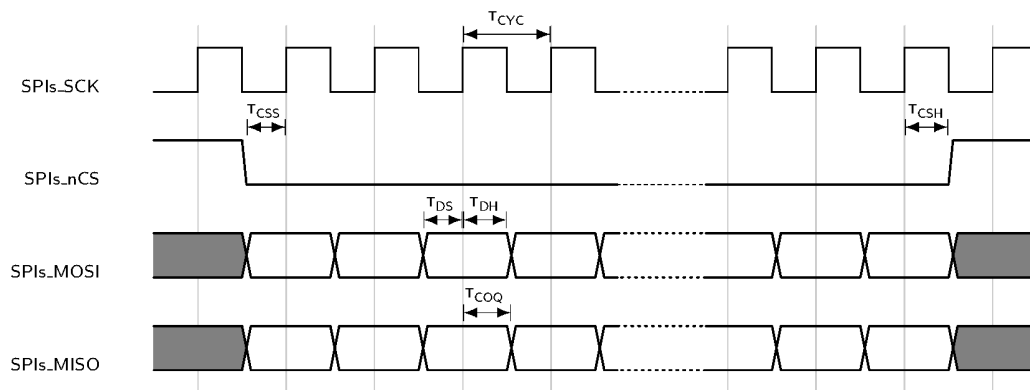 TCYC
SPIs_SCK
TCSS TCSH
SPIs_nCS
TDS TDH
SPIs_MOSI
TCOQ
SPIs_MISO